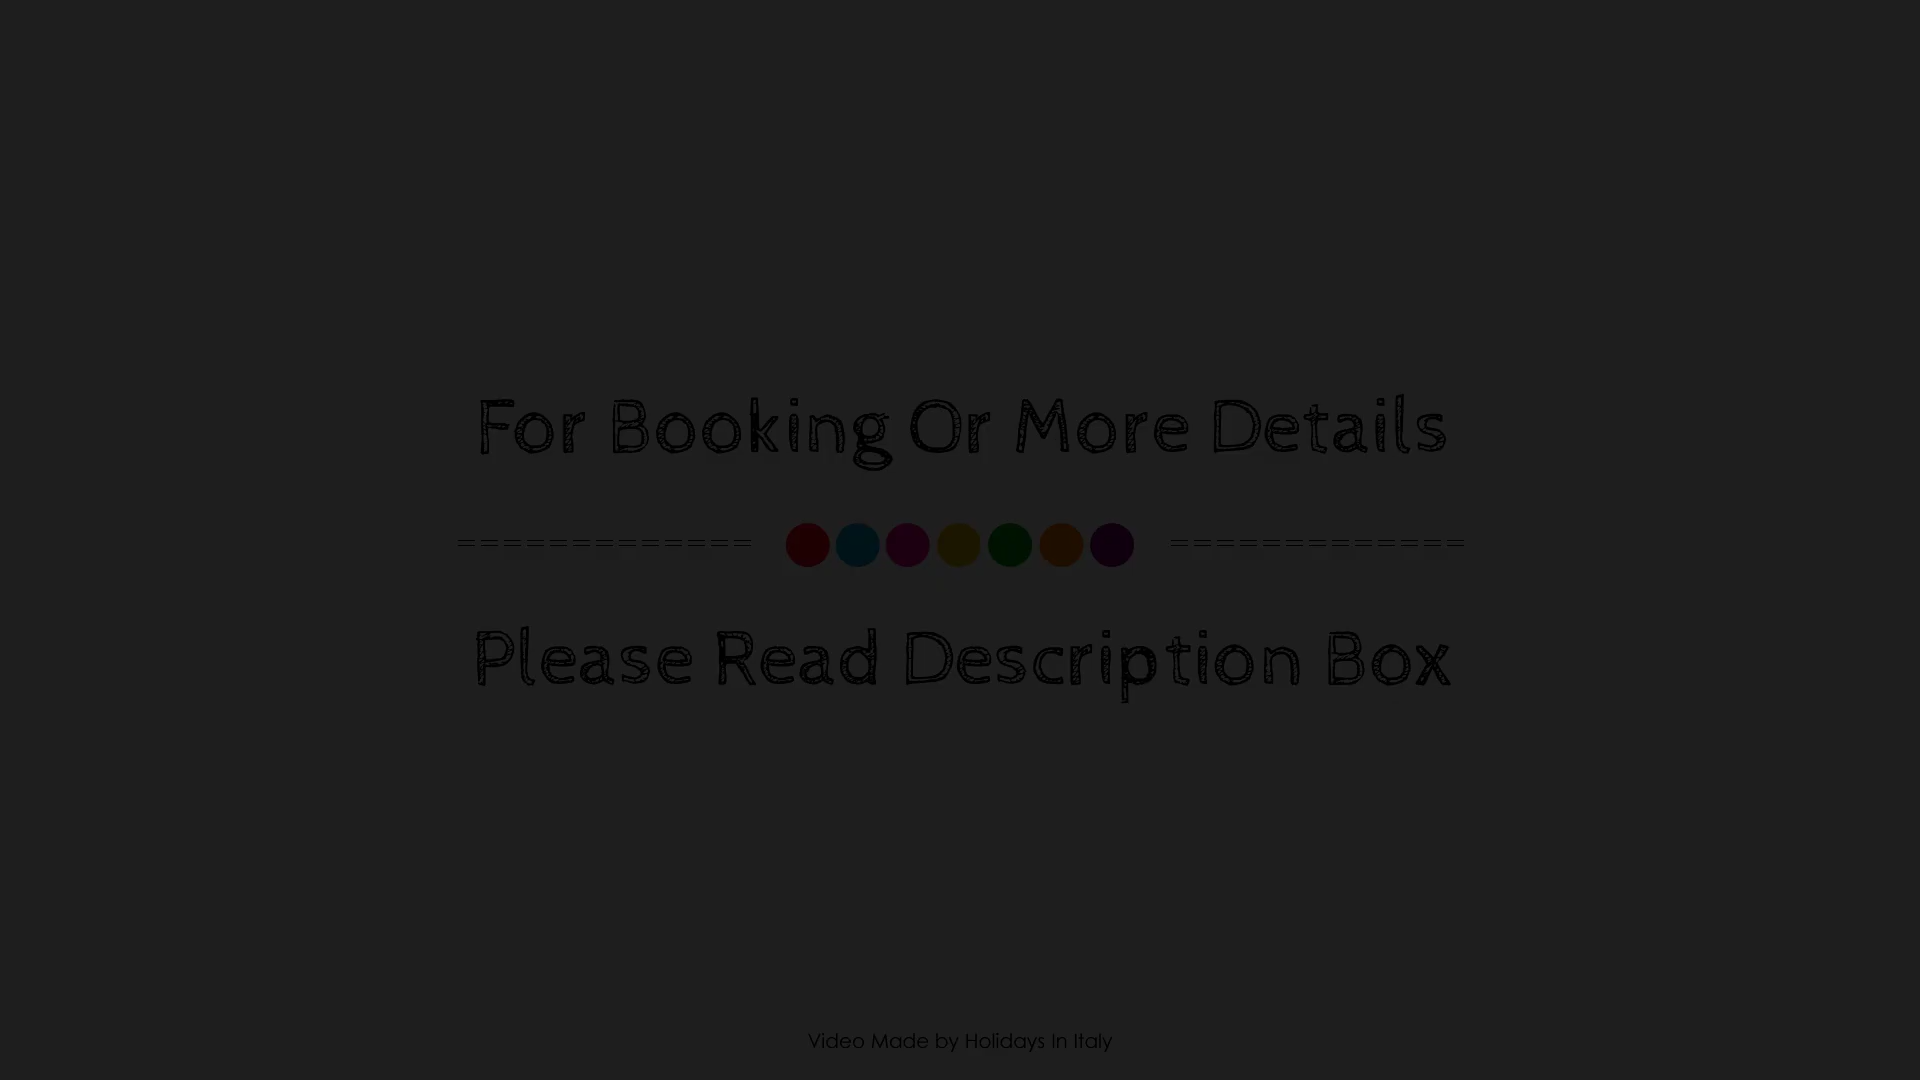 For Booking Or More Details
============= =============
Please Read Description Box
Video Made by Holidays In Italy